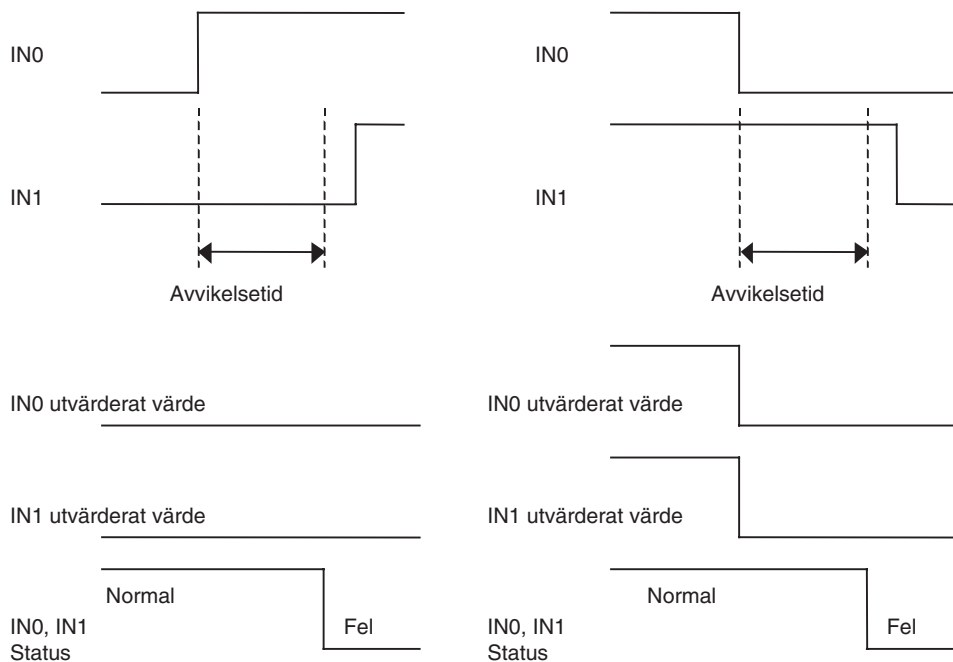 IN0
IN1
Avvikelsetid
IN0 utvärderat värde
IN1 utvärderat värde
Normal
Fel
IN0, IN1
Status
IN0
IN1
Avvikelsetid
IN0 utvärderat värde
IN1 utvärderat värde
Normal
Fel
IN0, IN1
Status